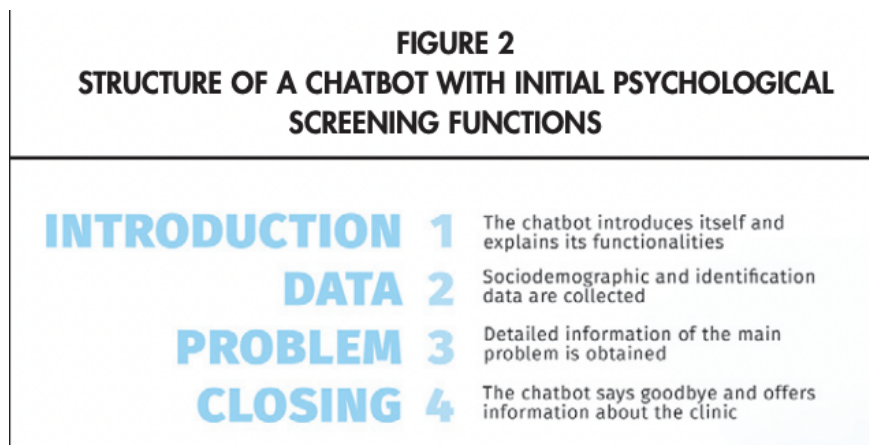 FIGURE 2
STRUCTURE OF A CHATBOT WITH INITIAL PSYCHOLOGICAL
SCREENING FUNCTIONS
INTRODUCTION 1 The chatbot introduces itself and
explains its functionalities
DATA 2 Sociodemographic and identification
data are collected
PROBLEM 3 Detailed information of the main
problem is obtained
CLOSING 4 The chatbot says goodbye and offers
information about the clinic